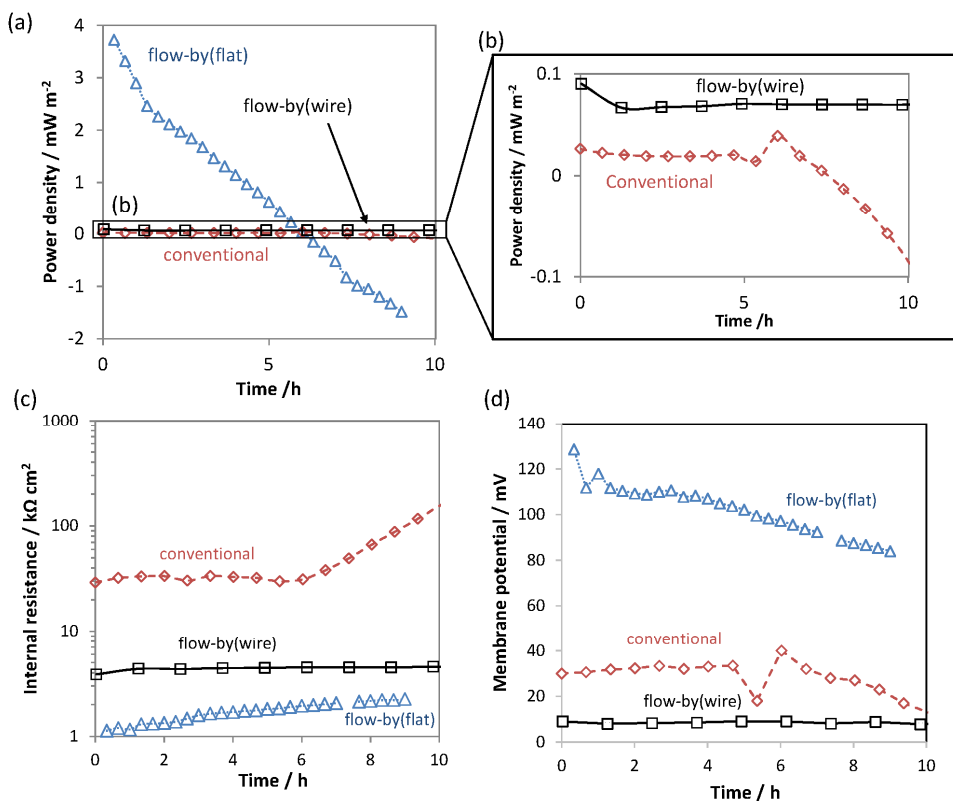 (a)
Power density / mW m-2
4
3
2
1
0
-1
-2
flow-by(flat)
flow-by(wire)
(b)
conventional
0
5
10
Time /h
(b)
Power density / mW m-2
0.1
0
-0.1
flow-by(wire)
Conventional
0
5
10
Time /h
(c)
Internal resistance / kΩ cm2
1000
100
10
1
conventional
flow-by(wire)
flow-by(flat)
0
2
4
6
8
10
Time / h
(d)
Membrane potential / mV
140
120
100
80
60
40
20
0
flow-by(flat)
conventional
flow-by(wire)
0
2
4
6
8
10
Time / h